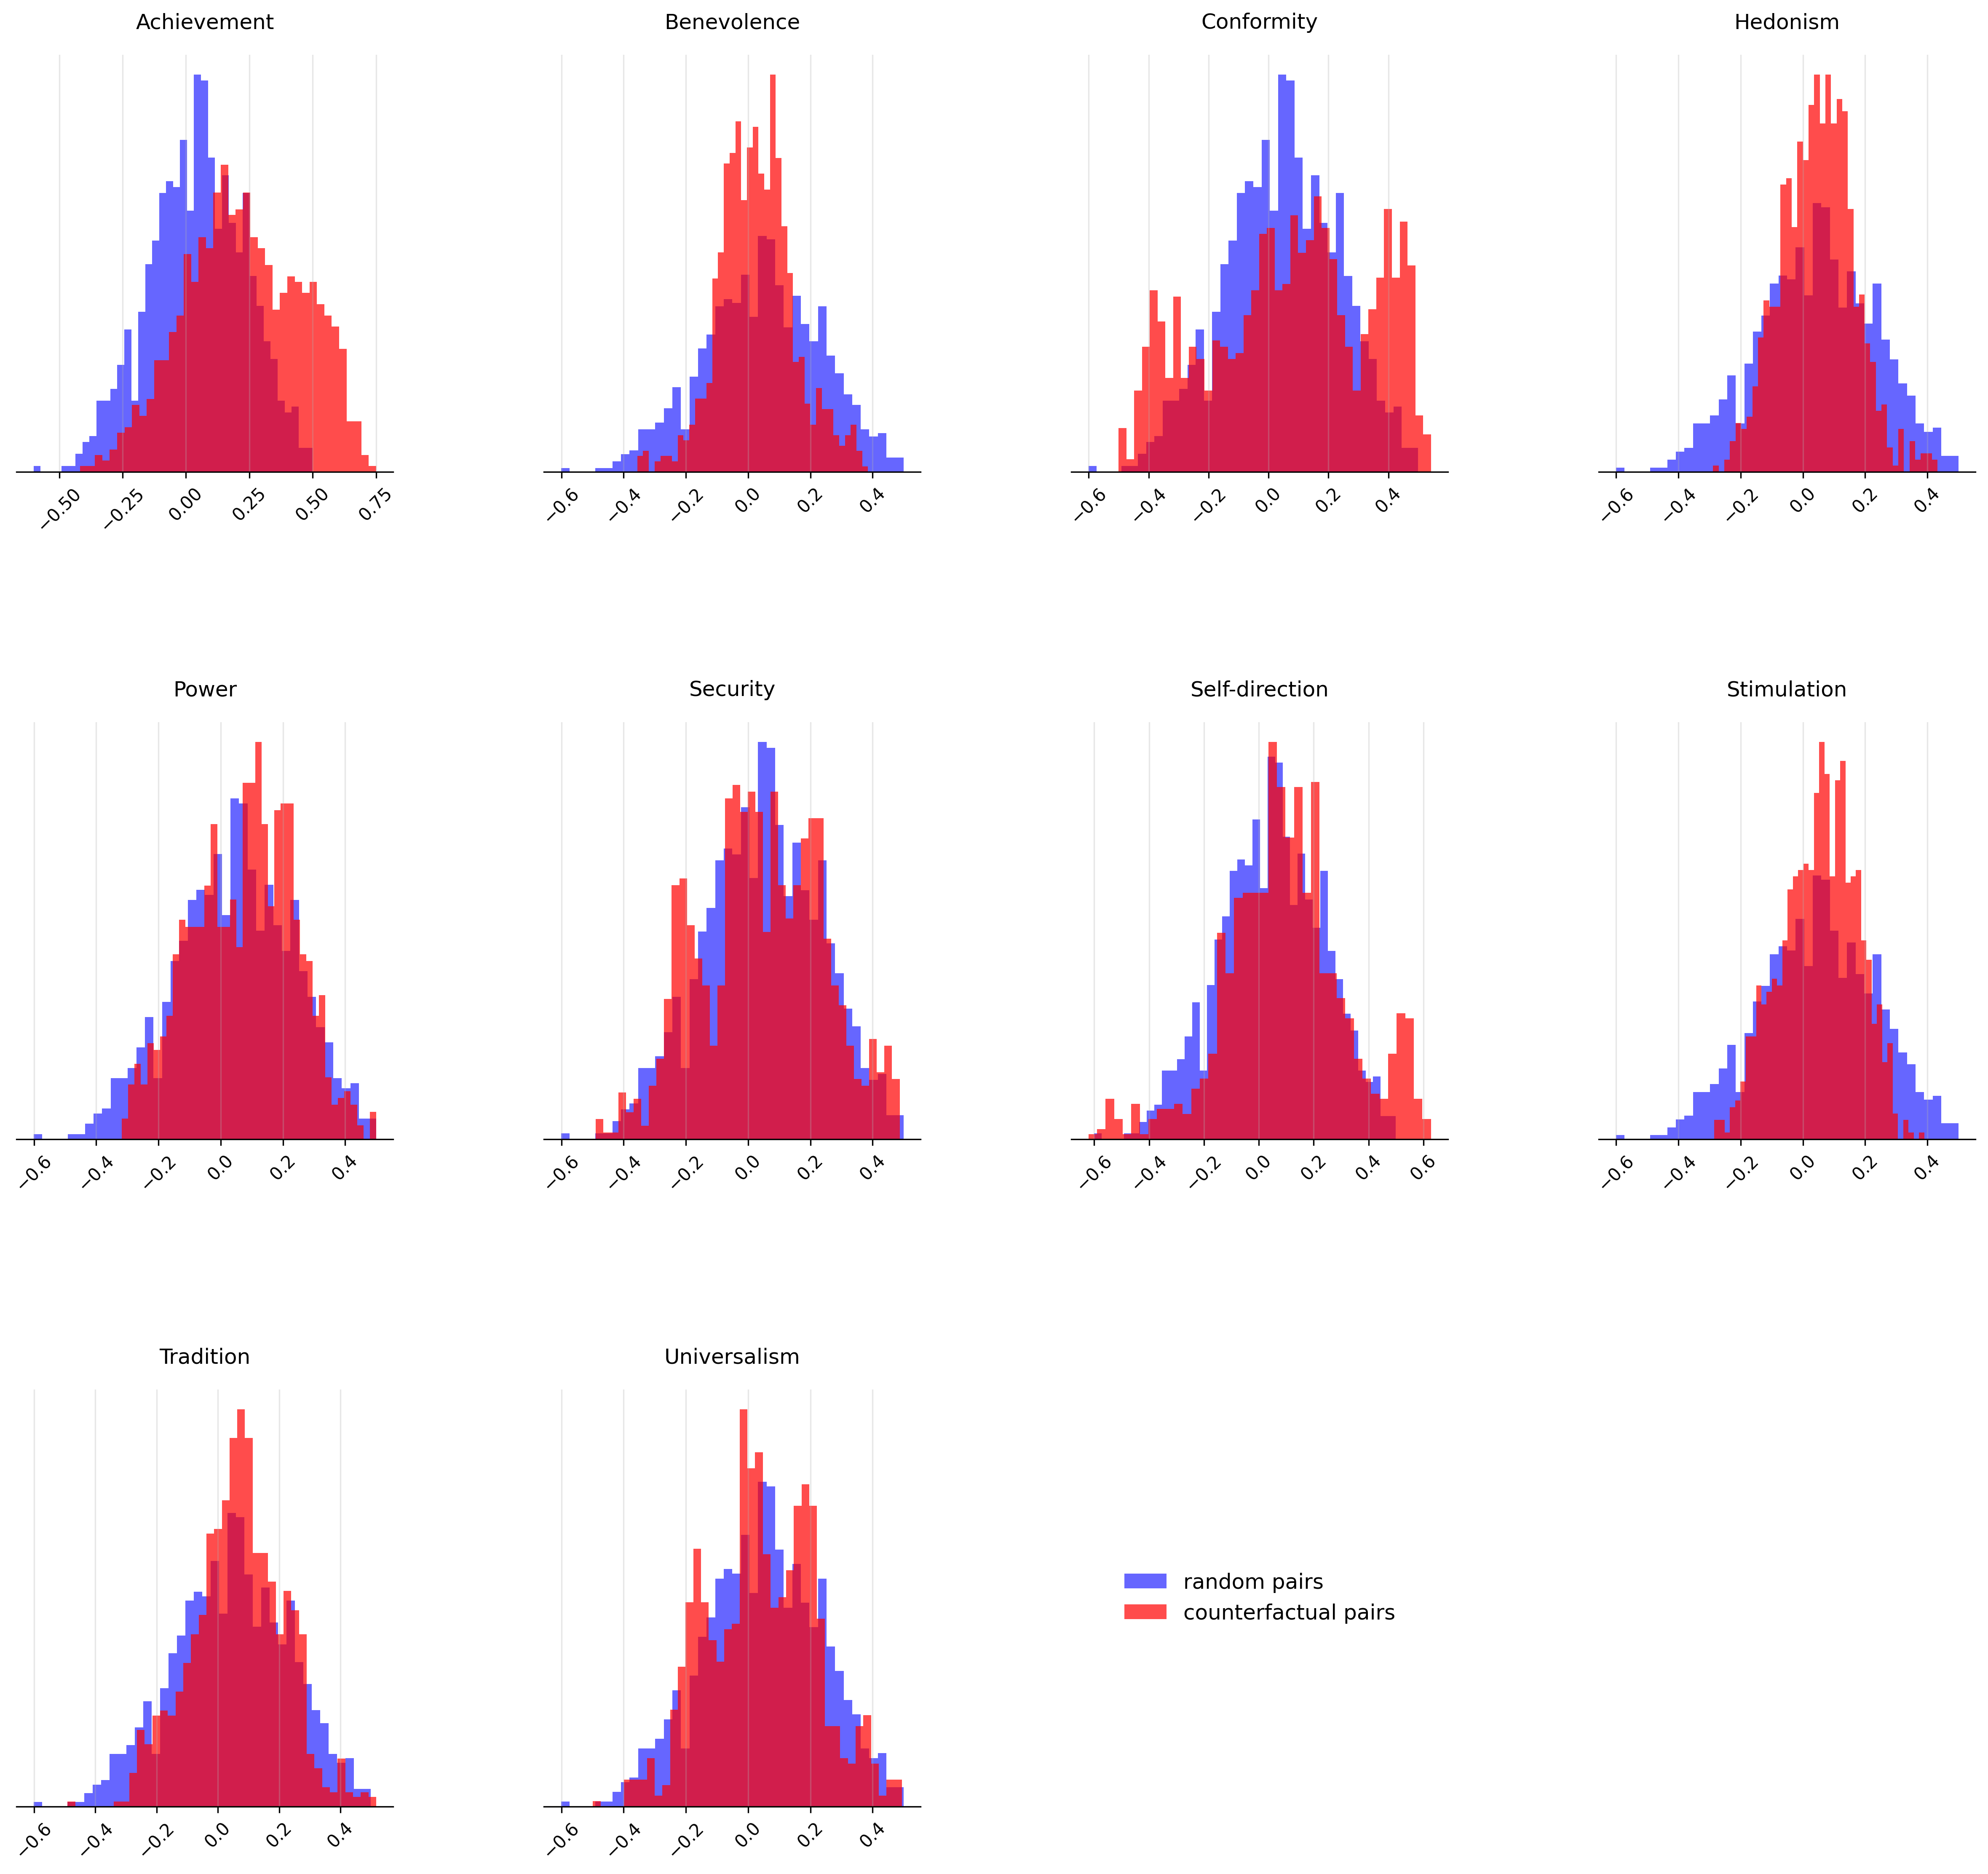 Achievement
Benevolence
Conformity
Hedonism
−0.50 −0.25 0.00 0.25 0.50 0.75
−0.6 −0.4 −0.2 0.0 0.2 0.4
−0.6 −0.4 −0.2 0.0 0.2 0.4
−0.6 −0.4 −0.2 0.0 0.2 0.4
Power
Security
Self-direction
Stimulation
−0.6 −0.4 −0.2 0.0 0.2 0.4
−0.6 −0.4 −0.2 0.0 0.2 0.4
−0.6 −0.4 −0.2 0.0 0.2 0.4 0.6
−0.6 −0.4 −0.2 0.0 0.2 0.4
Tradition
Universalism
random pairs
counterfactual pairs
−0.6 −0.4 −0.2 0.0 0.2 0.4
−0.6 −0.4 −0.2 0.0 0.2 0.4